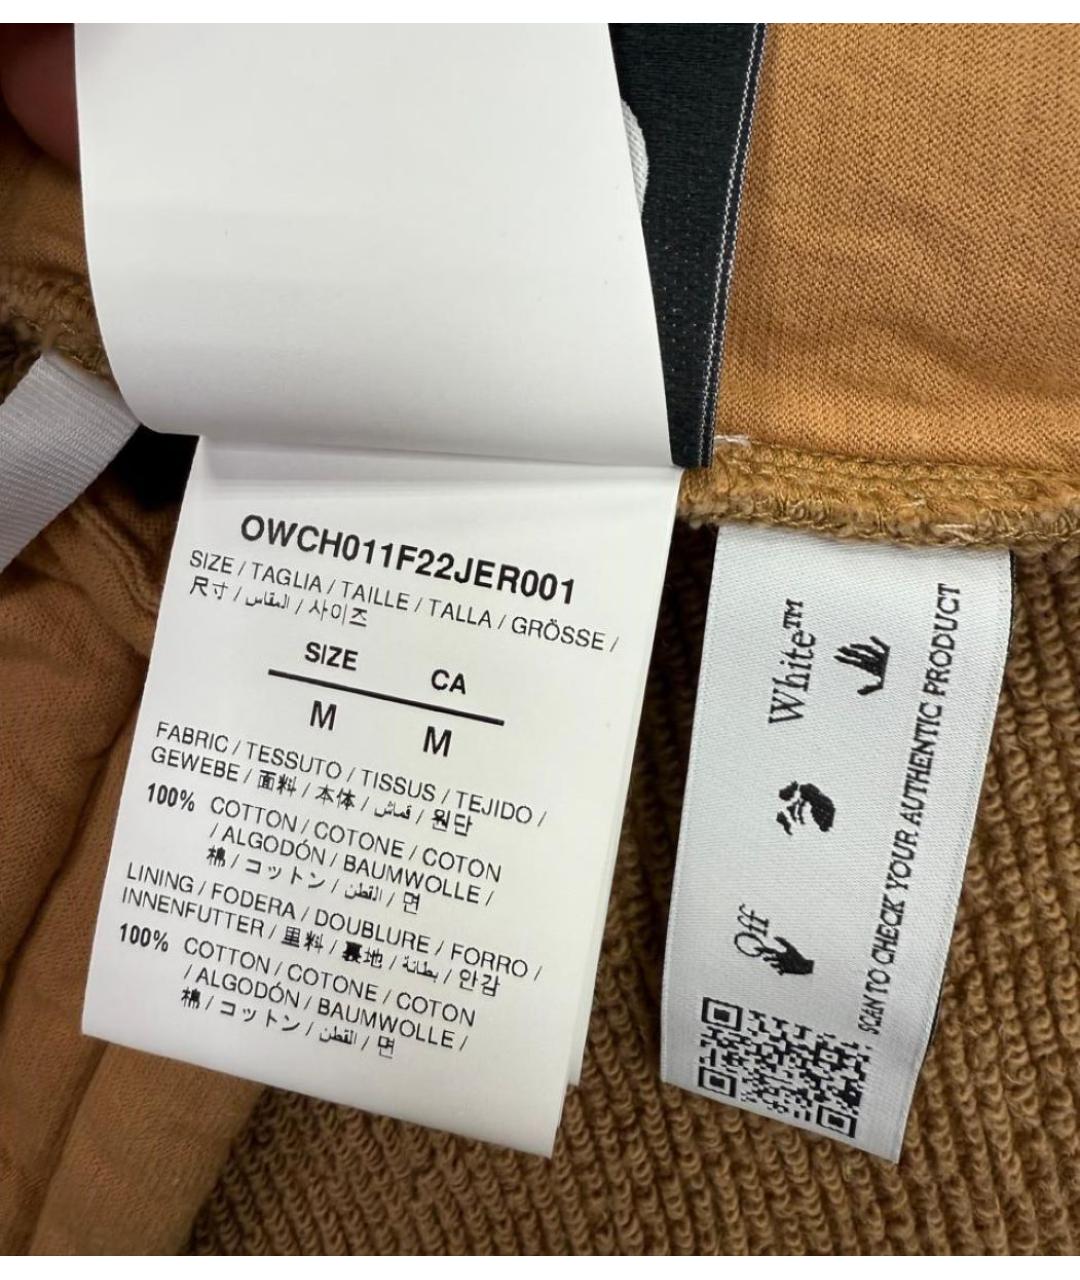 OWCH011F22JER001
SIZE / TAGLIA / TAILLE / TALLA / GRÖSSE /
尺寸 / المقاس / 사이즈
SIZE CA
M M
FABRIC / TESSUTO / TISSUS / TEJIDO /
GEWEBE / 面料 / 本体 / قماش / 원단
100% COTTON / COTONE / COTON
/ ALGODÓN / BAUMWOLLE /
棉 / コットン / القطن / 면
LINING / FODERA / DOUBLURE / FORRO /
INNENFUTTER / 里料 / 裏地 / بطانة / 안감
100% COTTON / COTONE / COTON
/ ALGODÓN / BAUMWOLLE /
棉 / コットン / القطن / 면
Off White™
SCAN TO CHECK YOUR AUTHENTIC PRODUCT